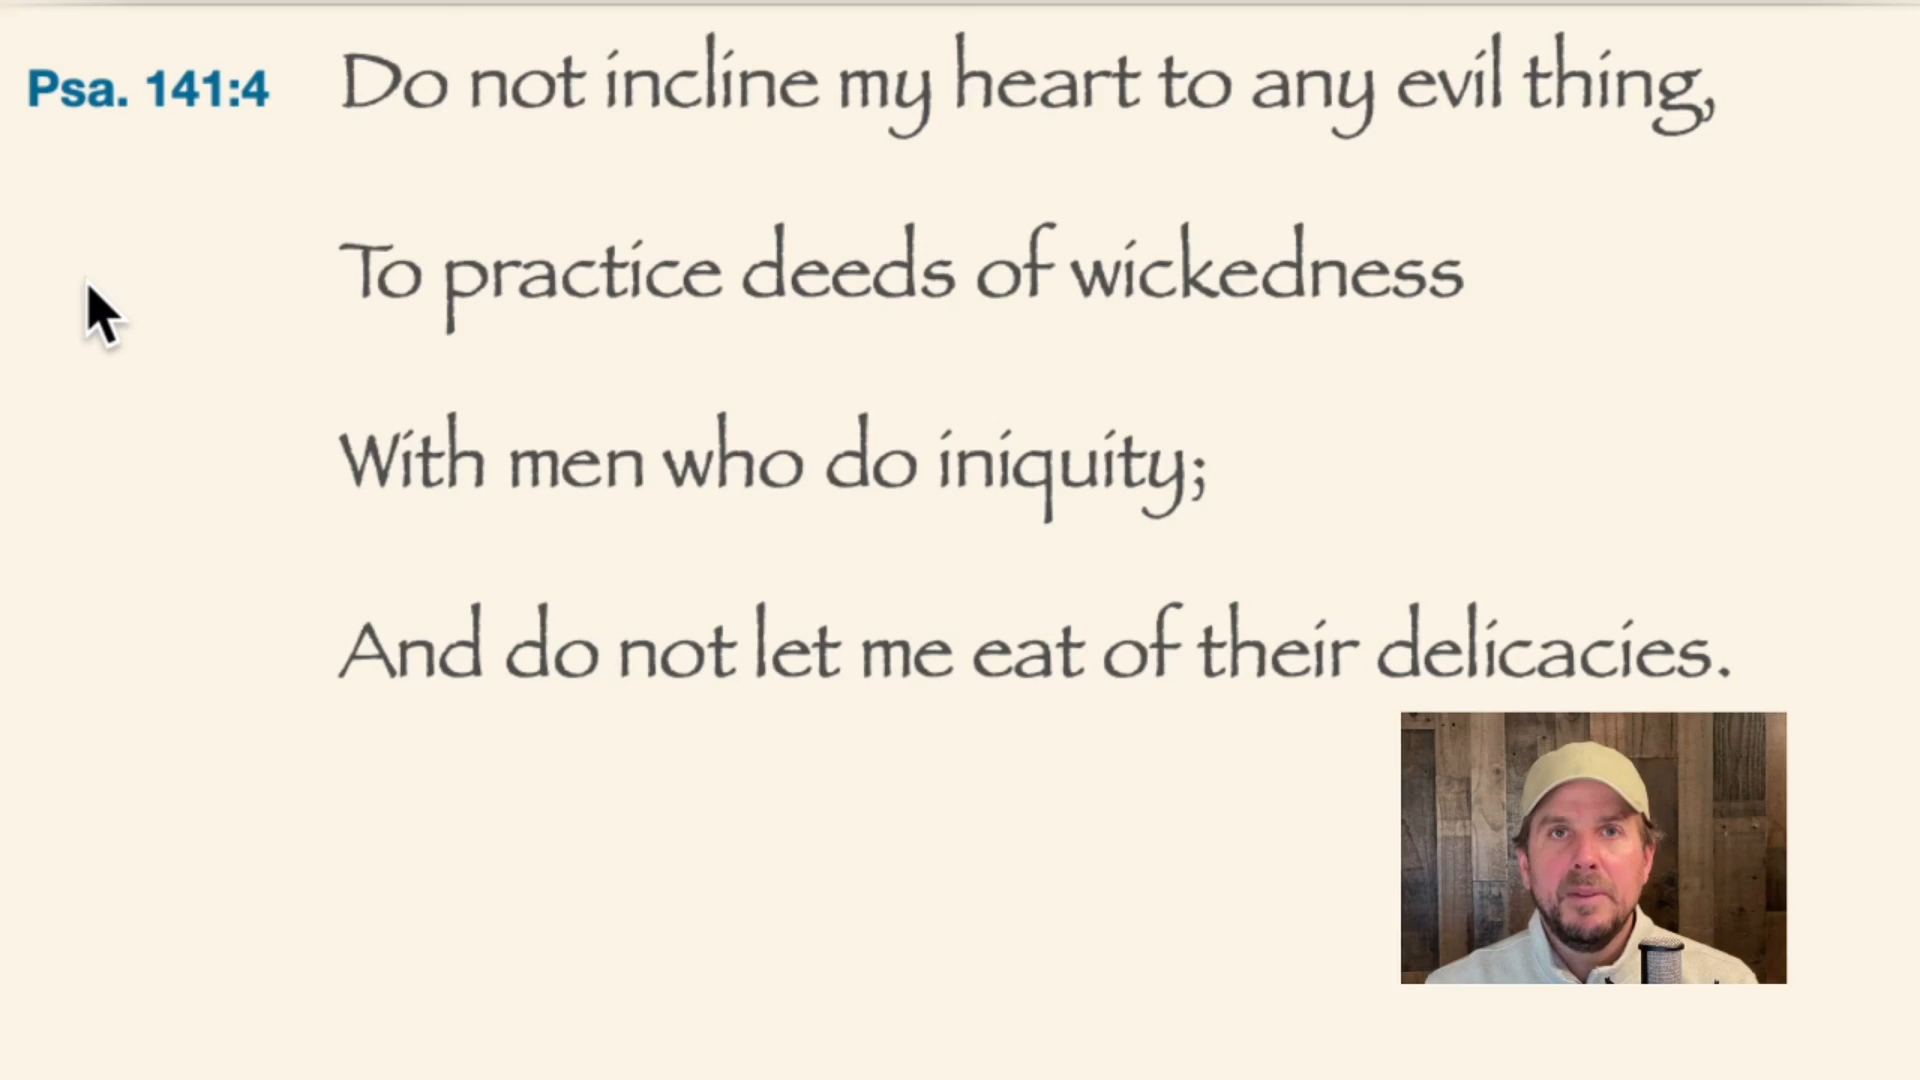 Psa. 141:4 Do not incline my heart to any evil thing,
To practice deeds of wickedness
With men who do iniquity;
And do not let me eat of their delicacies.